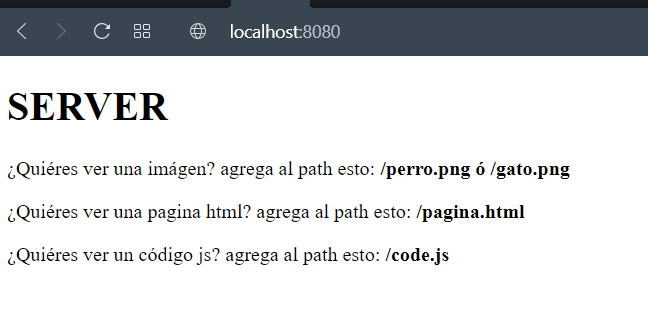 localhost:8080
SERVER
¿Quiéres ver una imágen? agrega al path esto: /perro.png ó /gato.png
¿Quiéres ver una pagina html? agrega al path esto: /pagina.html
¿Quiéres ver un código js? agrega al path esto: /code.js